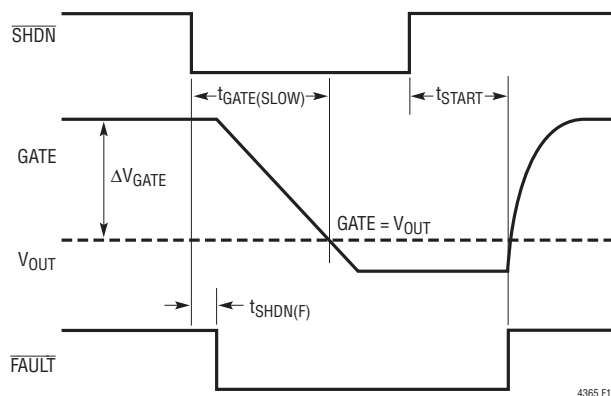 SHDN
tGATE(SLOW)
tSTART
GATE
ΔVGATE
GATE = VOUT
VOUT
tSHDN(F)
FAULT
4365 F1